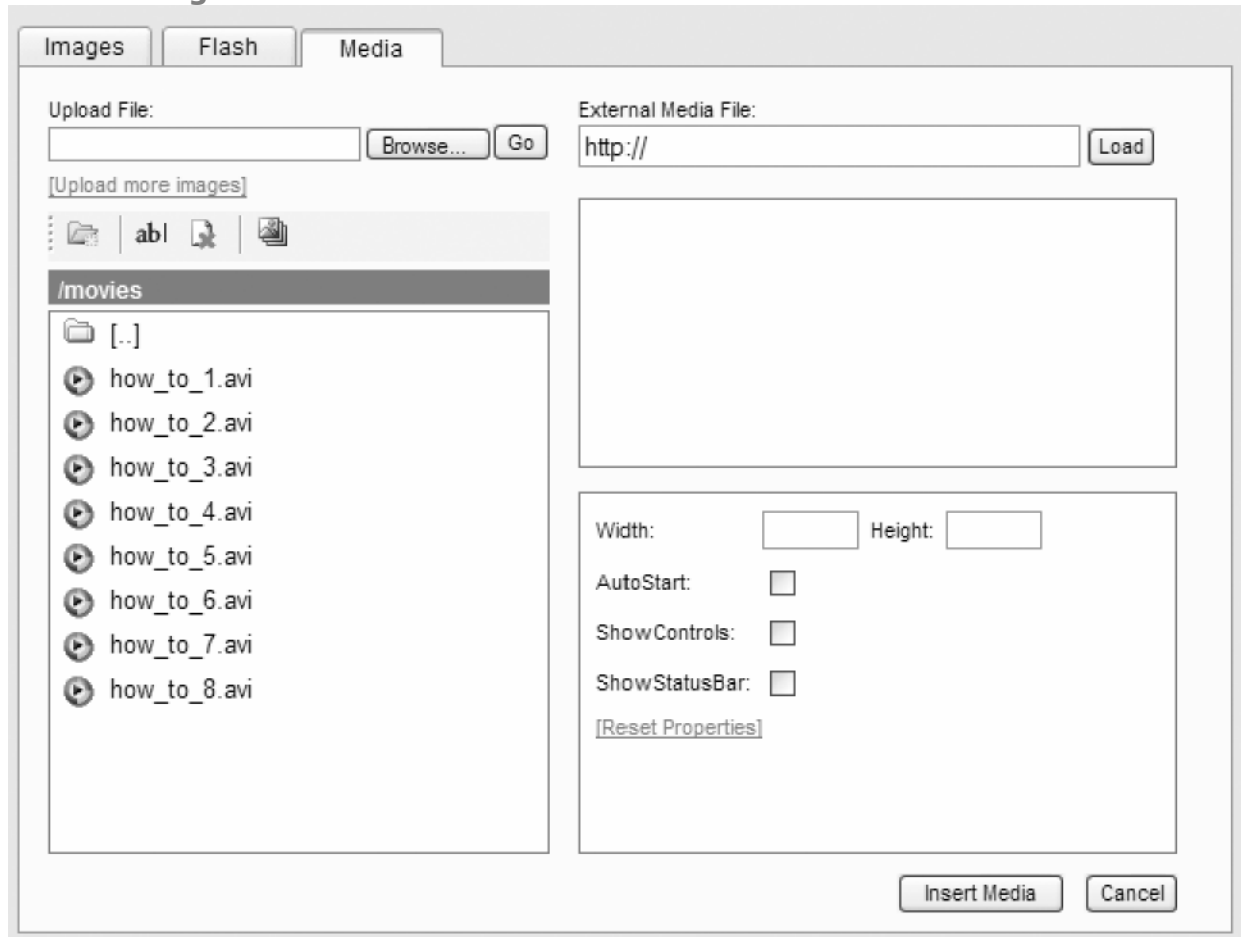 Images Flash Media
Upload File:
Browse... Go
[Upload more images]
abI
/movies
[..]
how_to_1.avi
how_to_2.avi
how_to_3.avi
how_to_4.avi
how_to_5.avi
how_to_6.avi
how_to_7.avi
how_to_8.avi
External Media File:
http:// Load
Width: Height:
AutoStart:
ShowControls:
ShowStatusBar:
[Reset Properties]
Insert Media Cancel